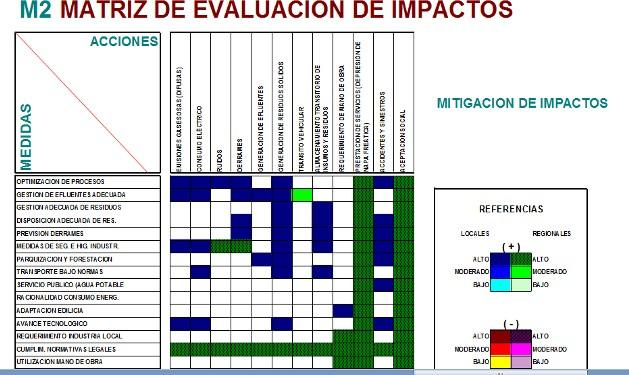 M2 MATRIZ DE EVALUACION DE IMPACTOS
ACCIONES
MEDIDAS
EMISIONES GASESOSAS (DIFUSAS)
CONSUMO ELECTRICO
RUIDOS
DERRAMES
GENERACION DE EFLUENTES
GENERACION DE RESIDUOS SOLIDOS
TRANSITO VEHICULAR
ALMACENAMIENTO TRANSITORIO DE
INSUMOS Y RESIDUOS
REQUERIMIENTO DE MANO DE OBRA
PRESTACION DE SERVICIOS (DEPRESION DE
NAPA FREATICA)
ACCIDENTES Y SINIESTROS
ACEPTACION SOCIAL
OPTIMIZACION DE PROCESOS
GESTION DE EFLUENTES ADECUADA
GESTION ADECUADA DE RESIDUOS
DISPOSICION ADECUADA DE RES.
PREVISION DERRAMES
MEDIDAS DE SEG. E HIG. INDUSTR.
PARQUIZACION Y FORESTACION
TRANSPORTE BAJO NORMAS
SERVICIO PUBLICO (AGUA POTABLE
RACIONALIDAD CONSUMO ENERG.
ADAPTACION EDILICIA
AVANCE TECNOLOGICO
REQUERIMIENTO INDUSTRIA LOCAL
CUMPLIM. NORMATIVAS LEGALES
UTILIZACION MANO DE OBRA
MITIGACION DE IMPACTOS
REFERENCIAS
LOCALES REGIONALES
(+)
ALTO ALTO
MODERADO MODERADO
BAJO BAJO
(-)
ALTO ALTO
MODERADO MODERADO
BAJO BAJO